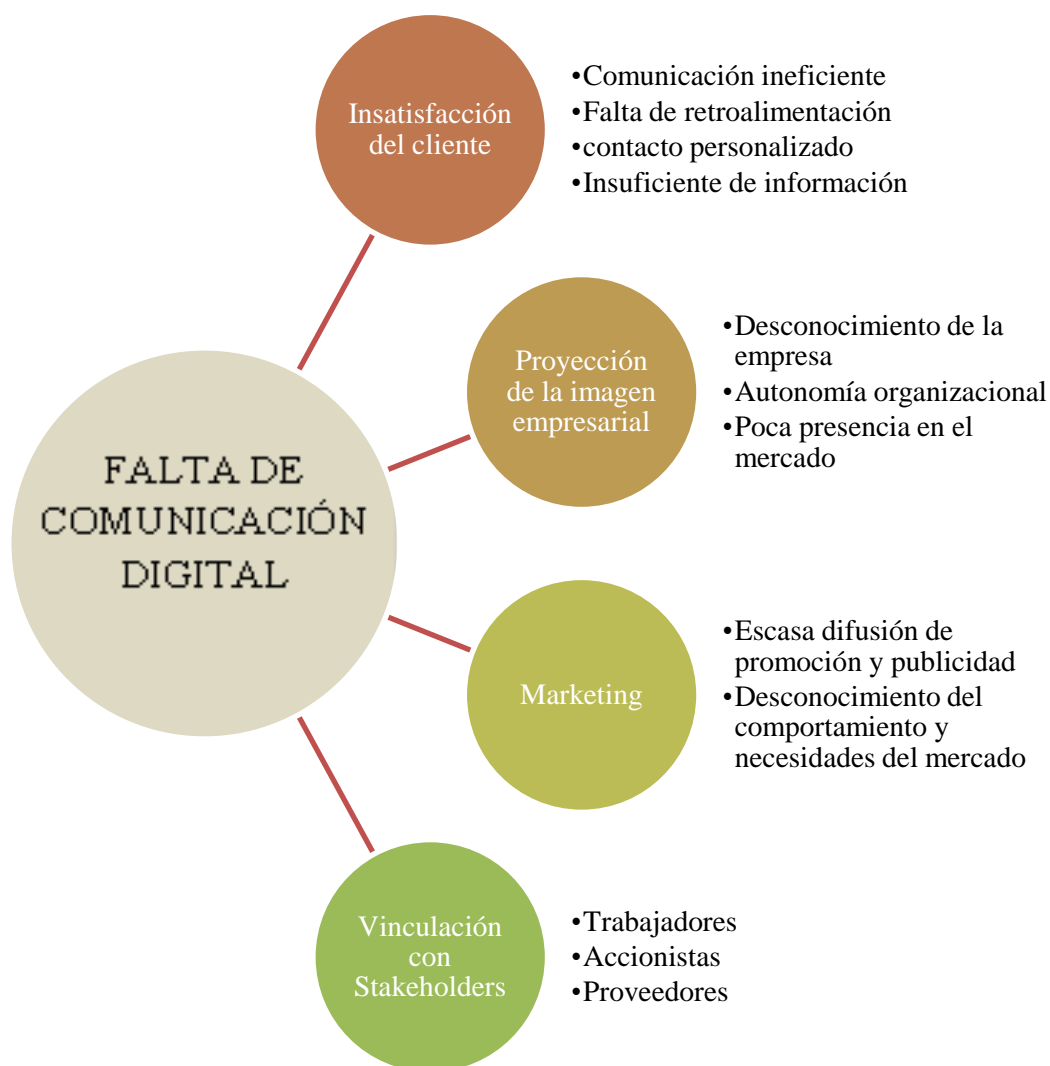 Insatisfacción
del cliente
•Comunicación ineficiente
•Falta de retroalimentación
•contacto personalizado
•Insuficiente de información
Proyección
de la imagen
empresarial
•Desconocimiento de la
empresa
•Autonomía organizacional
•Poca presencia en el
mercado
FALTA DE
COMUNICACIÓN
DIGITAL
Marketing
•Escasa difusión de
promoción y publicidad
•Desconocimiento del
comportamiento y
necesidades del mercado
Vinculación
con
Stakeholders
•Trabajadores
•Accionistas
•Proveedores